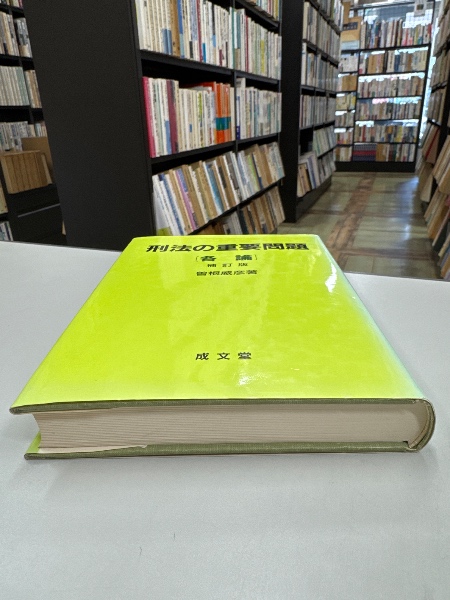 刑法の重要問題
〔各論〕
補訂版
曽根威彦著
成文堂